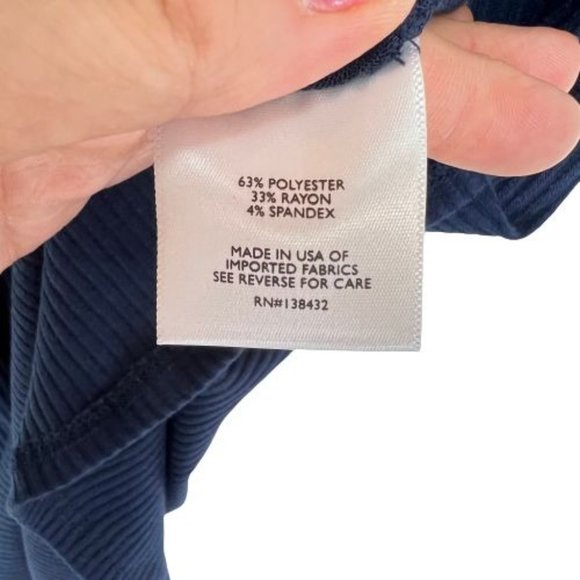 63% POLYESTER
33% RAYON
4% SPANDEX
MADE IN USA OF
IMPORTED FABRICS
SEE REVERSE FOR CARE
RN#138432